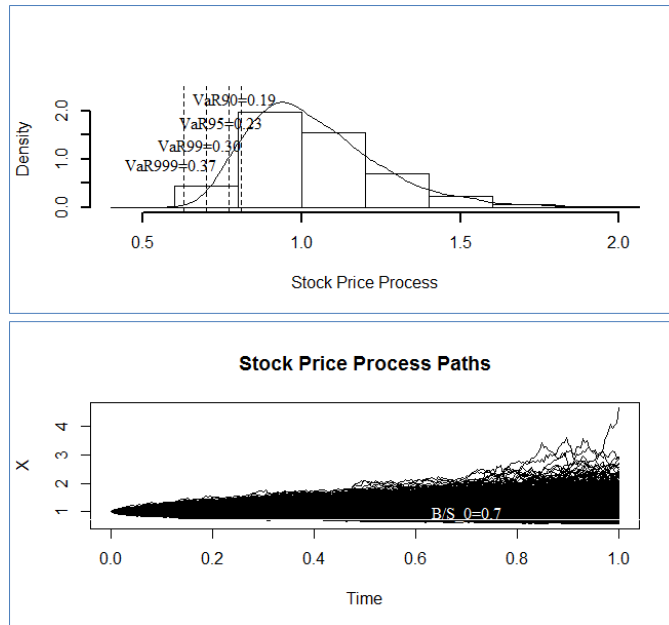 VaR90=0.19
VaR95=0.23
VaR99=0.30
VaR999=0.37
Density
0.0 1.0 2.0
0.5 1.0 1.5 2.0
Stock Price Process
Stock Price Process Paths
X
4
3
2
1
B/S_0=0.7
0.0 0.2 0.4 0.6 0.8 1.0
Time